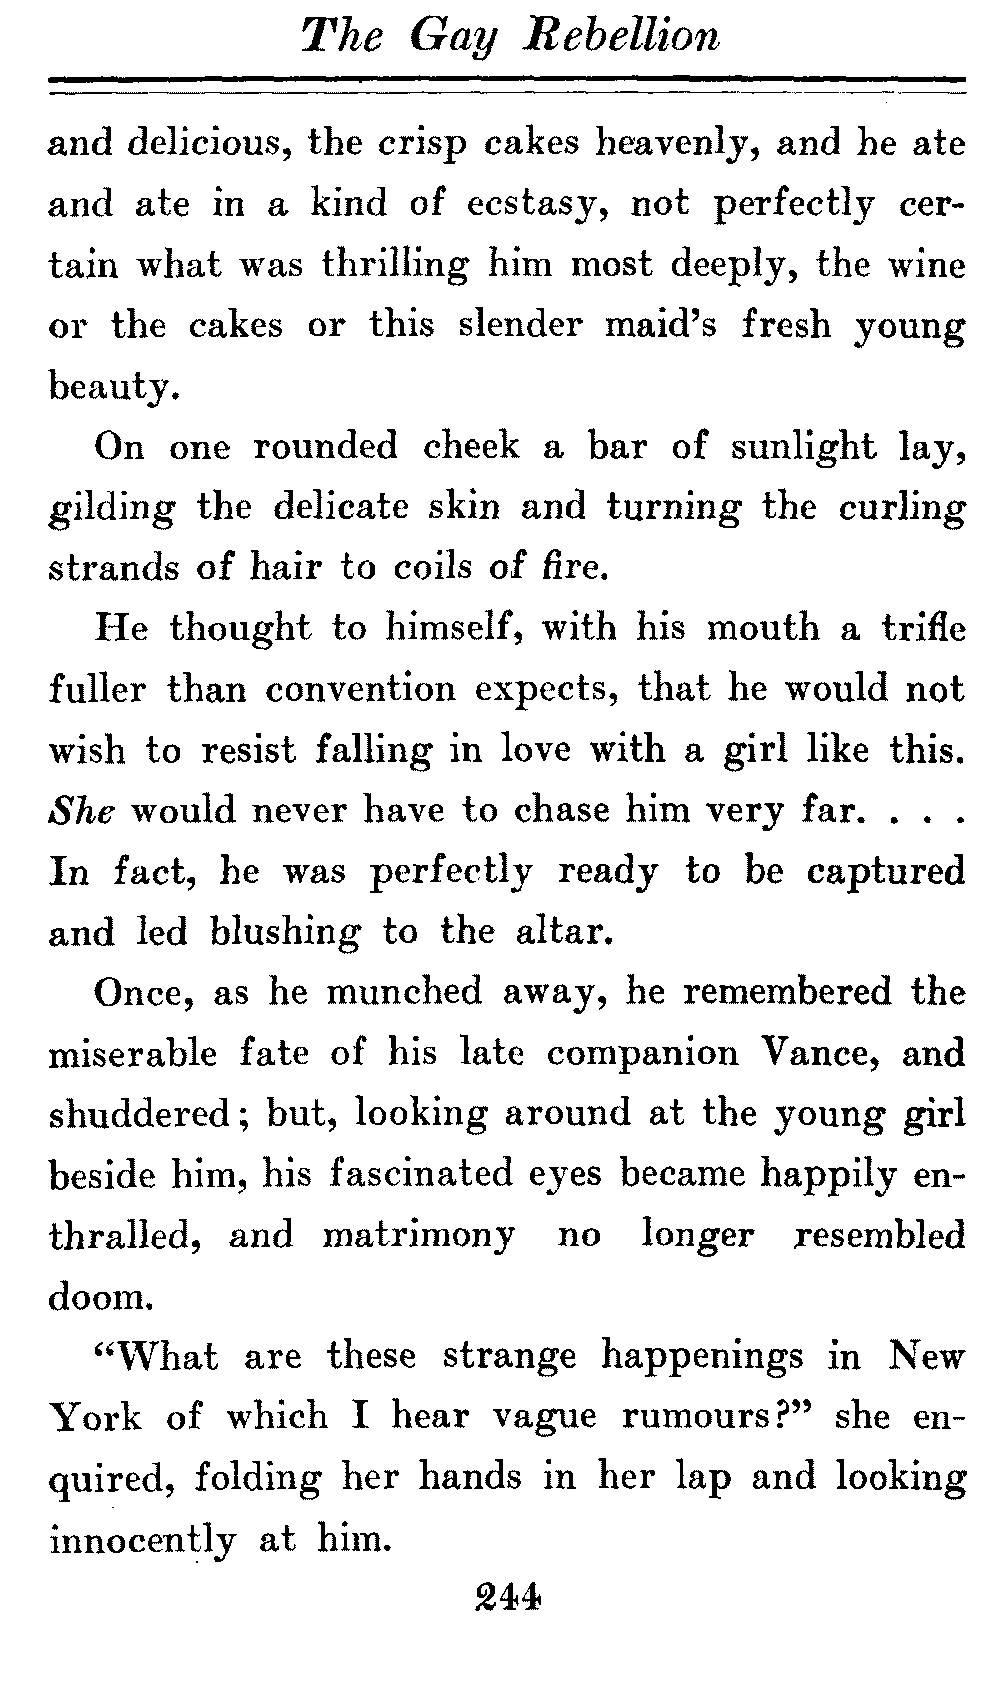 The Gay Rebellion
and delicious, the crisp cakes heavenly, and he ate
and ate in a kind of ecstasy, not perfectly cer-
tain what was thrilling him most deeply, the wine
or the cakes or this slender maid's fresh young
beauty.
On one rounded cheek a bar of sunlight lay,
gilding the delicate skin and turning the curling
strands of hair to coils of fire.
He thought to himself, with his mouth a trifle
fuller than convention expects, that he would not
wish to resist falling in love with a girl like this.
She would never have to chase him very far. . . .
In fact, he was perfectly ready to be captured
and led blushing to the altar.
Once, as he munched away, he remembered the
miserable fate of his late companion Vance, and
shuddered; but, looking around at the young girl
beside him, his fascinated eyes became happily en-
thralled, and matrimony no longer resembled
doom.
“What are these strange happenings in New
York of which I hear vague rumours?” she en-
quired, folding her hands in her lap and looking
innocently at him.
244